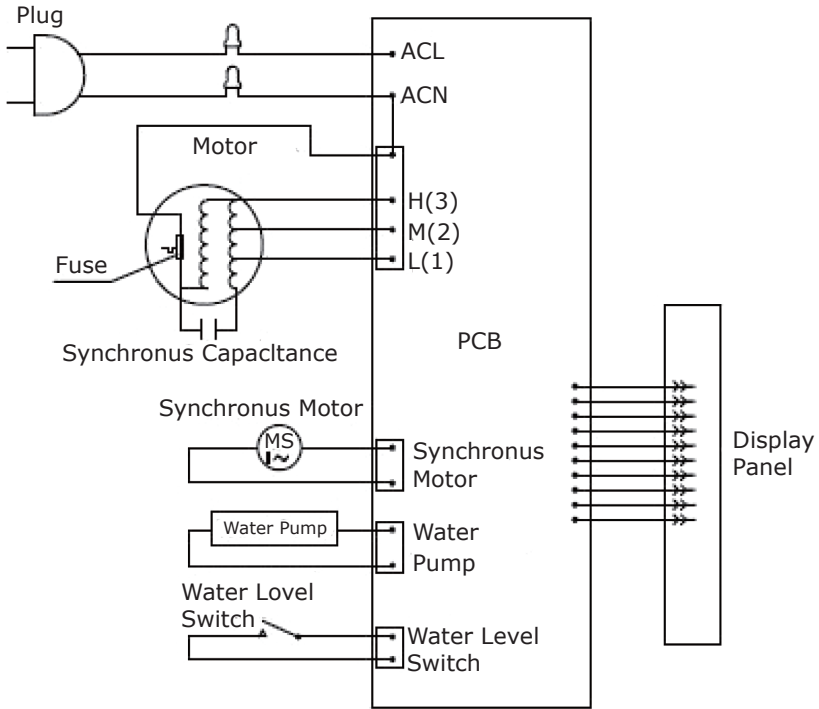 Plug
ACL
ACN
Motor
H(3)
M(2)
L(1)
Fuse
Synchronus Capacltance
PCB
Synchronus Motor
MS
Synchronus
Motor
Display
Panel
Water Pump
Water
Pump
Water Lovel
Switch
Water Level
Switch